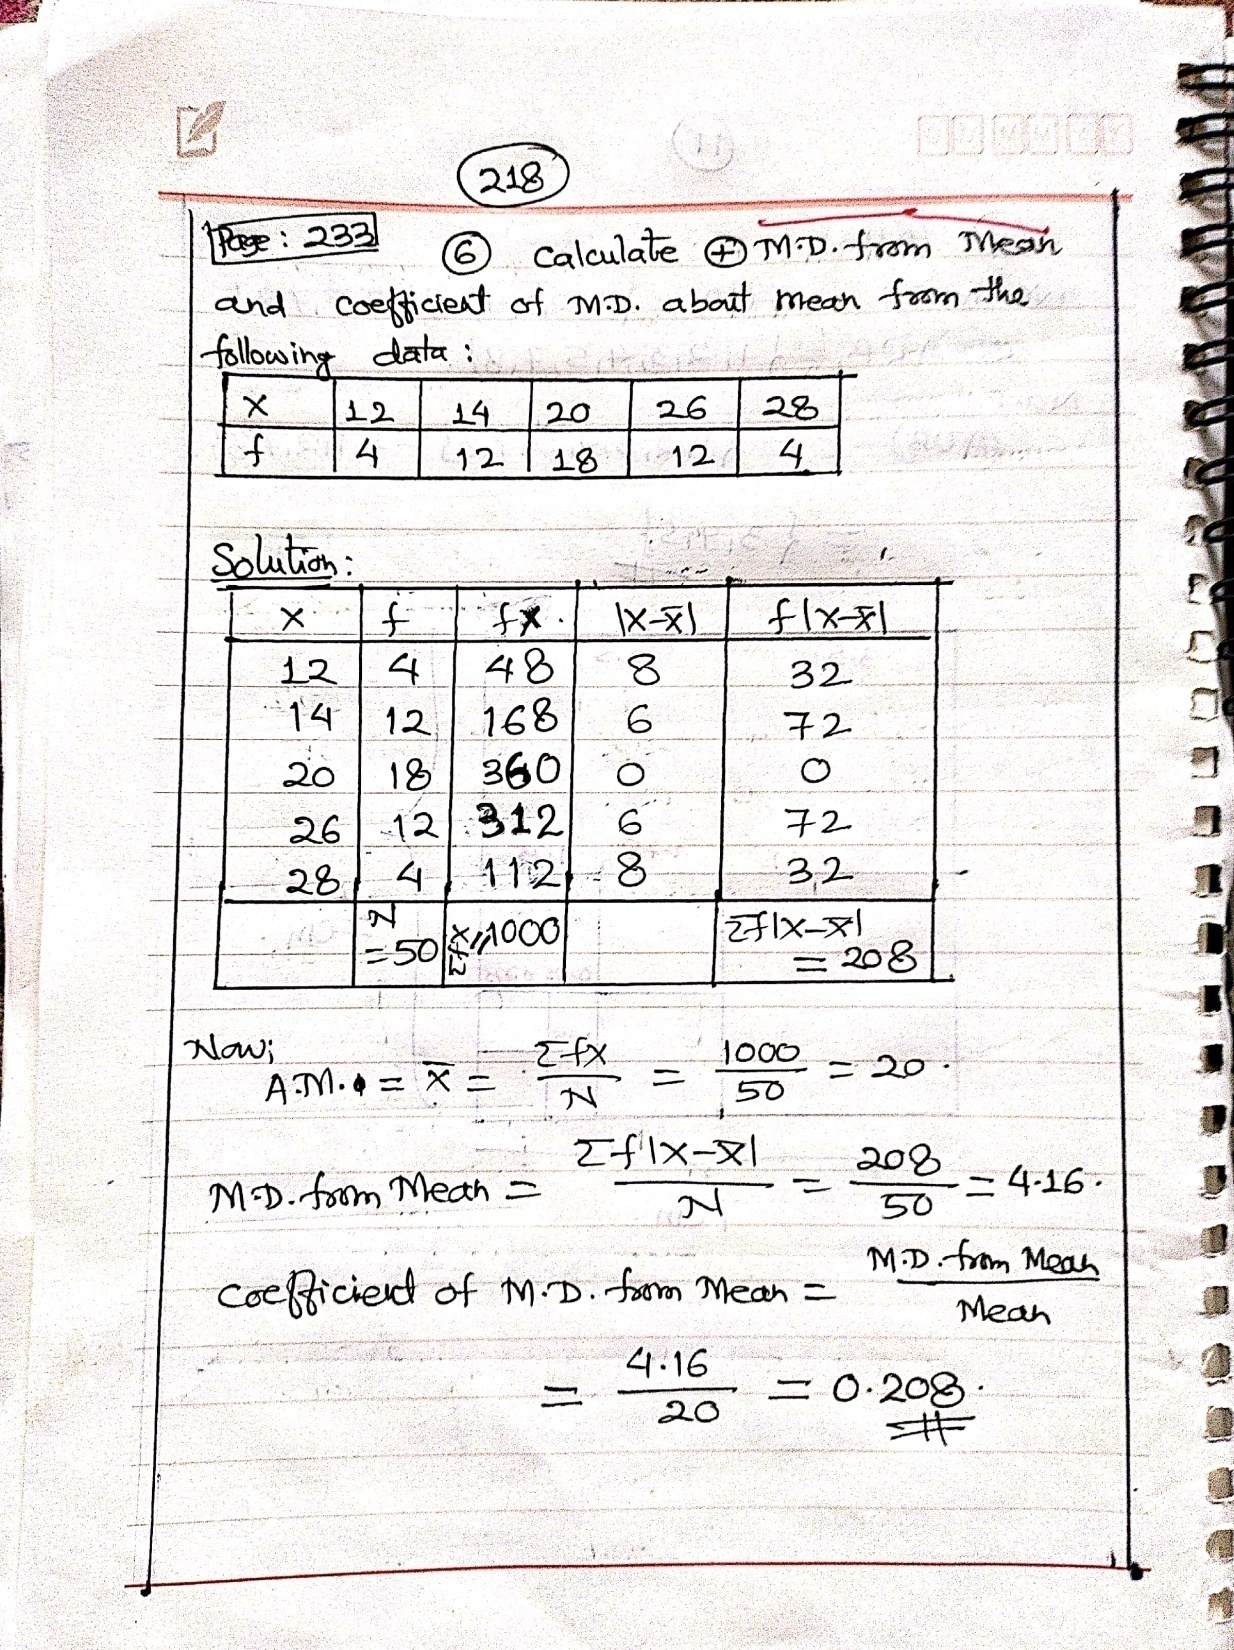 218
Page: 233 ⑥ Calculate M.D. from Mean
and coefficient of M.D. about mean from the
following data:
X 12 14 20 26 28
f 4 12 18 12 4
Solution:
X f fX |X-X̄| f|X-X̄|
12 4 48 8 32
14 12 168 6 72
20 18 360 0 0
26 12 312 6 72
28 4 112 8 32
N = 50 Σfx = 1000 Σf|X-X̄| = 208
Now;
A.M. = X̄ = Σfx/N = 1000/50 = 20.
M.D. from Mean = Σf|X-X̄|/N = 208/50 = 4.16.
Coefficient of M.D. from Mean = M.D. from Mean/Mean
= 4.16/20 = 0.208.